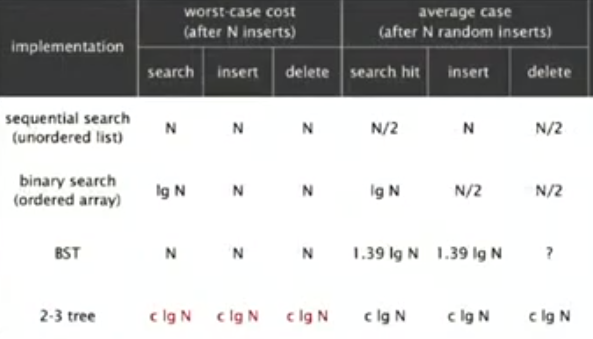 implementation
worst-case cost
(after N inserts)
average case
(after N random inserts)
search insert delete search hit insert delete
sequential search
(unordered list)
N N N N/2 N N/2
binary search
(ordered array)
lg N N N lg N N/2 N/2
BST N N N 1.39 lg N 1.39 lg N ?
2-3 tree c lg N c lg N c lg N c lg N c lg N c lg N